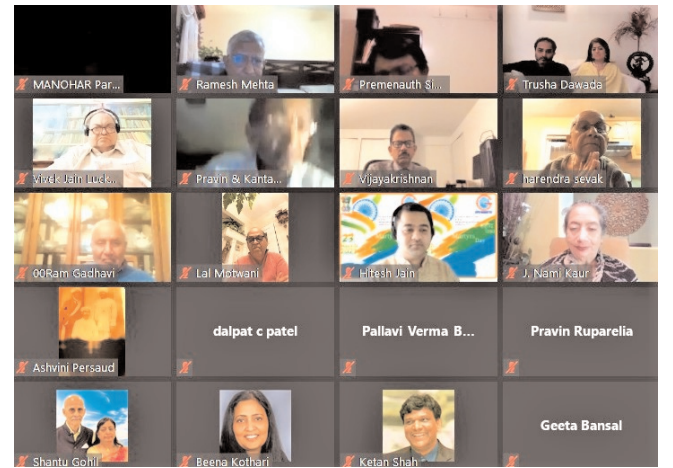 MANOHAR Par...
Ramesh Mehta
Premenauth Si...
Trusha Dawada
Vivek Jain Luck...
Pravin & Kanta...
Vijayakrishnan
harendra sevak
00Ram Gadhavi
Lal Motwani
Hitesh Jain
J. Nami Kaur
Ashvini Persaud
dalpat c patel
Pallavi Verma B...
Pravin Ruparelia
Shantu Gohil
Beena Kothari
Ketan Shah
Geeta Bansal